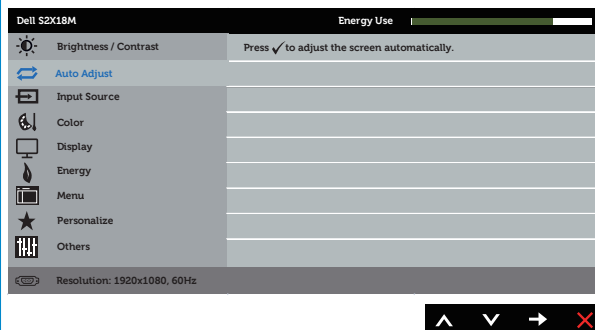 Dell S2X18M Energy Use
Brightness / Contrast Press ✓ to adjust the screen automatically.
Auto Adjust
Input Source
Color
Display
Energy
Menu
Personalize
Others
Resolution: 1920x1080, 60Hz